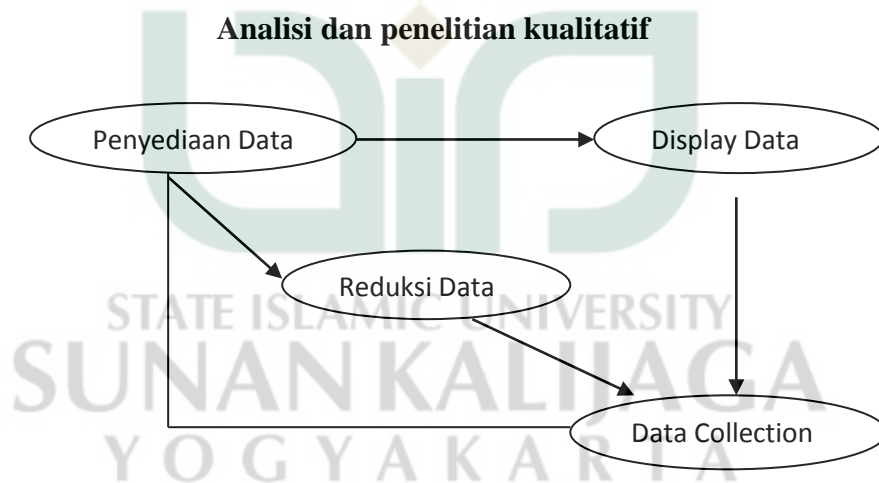 Analisi dan penelitian kualitatif
Penyediaan Data
Display Data
Reduksi Data
STATE ISLAMIC UNIVERSITY
SUNAN KALIJAGA
Data Collection
YOGYAKARTA